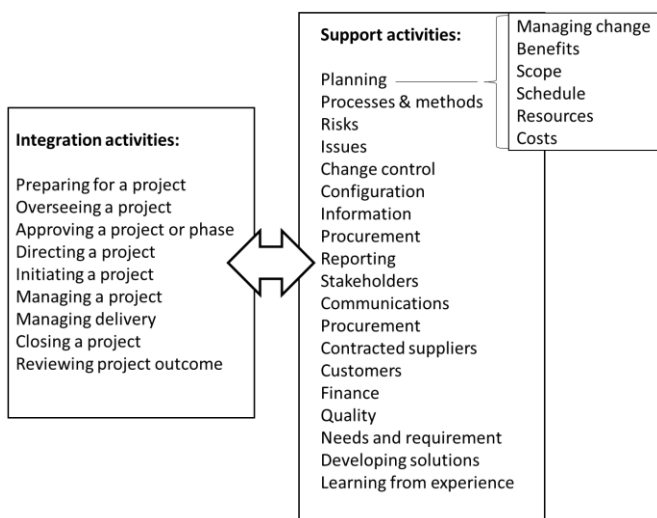 Integration activities:
Preparing for a project
Overseeing a project
Approving a project or phase
Directing a project
Initiating a project
Managing a project
Managing delivery
Closing a project
Reviewing project outcome
Support activities:
Planning
Processes & methods
Risks
Issues
Change control
Configuration
Information
Procurement
Reporting
Stakeholders
Communications
Procurement
Contracted suppliers
Customers
Finance
Quality
Needs and requirement
Developing solutions
Learning from experience
Managing change
Benefits
Scope
Schedule
Resources
Costs